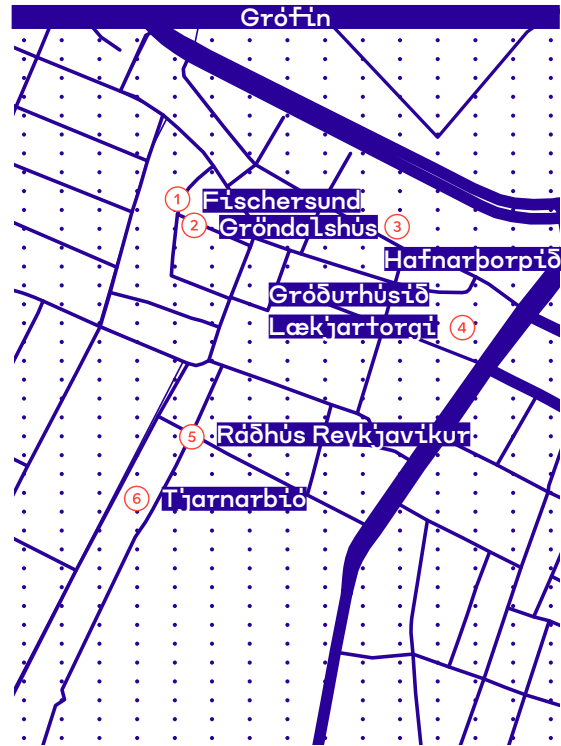 Grófin
1 Fischersund
2 Gröndalshús 3
Hafnarþorpið
Gróðurhúsið
Lækjartorgi 4
5 Ráðhús Reykjavíkur
6 Tjarnarbíó